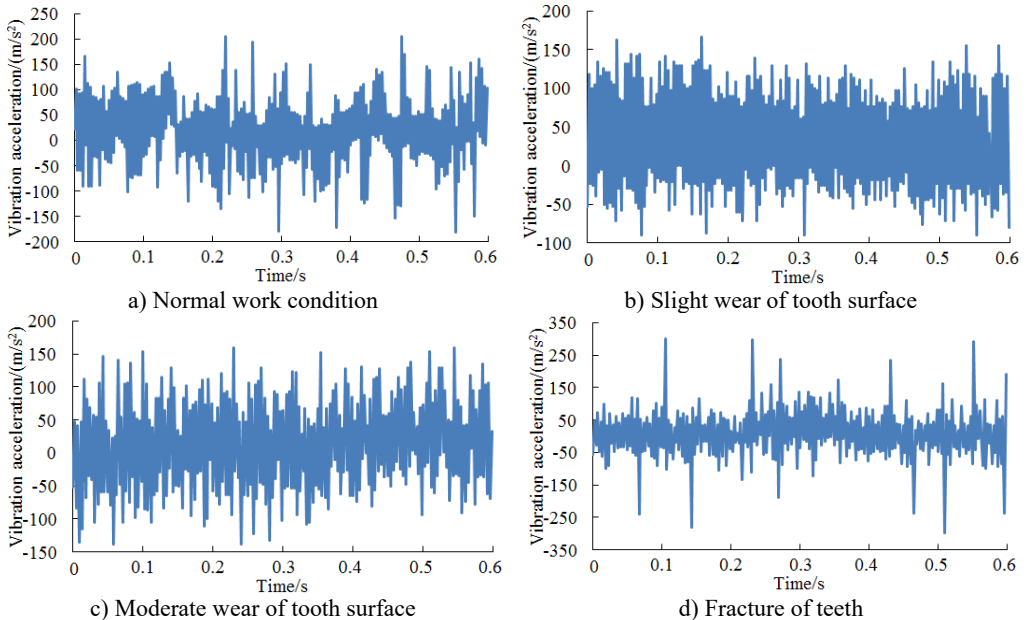 Vibration acceleration/(m/s²)
250
200
150
100
50
0
-50
-100
-150
-200
0 0.1 0.2 0.3 0.4 0.5 0.6
Time/s
a) Normal work condition
Vibration acceleration/(m/s²)
200
150
100
50
0
-50
-100
0 0.1 0.2 0.3 0.4 0.5 0.6
Time/s
b) Slight wear of tooth surface
Vibration acceleration/(m/s²)
200
150
100
50
0
-50
-100
-150
0 0.1 0.2 0.3 0.4 0.5 0.6
Time/s
c) Moderate wear of tooth surface
Vibration acceleration/(m/s²)
350
250
150
50
-50
-150
-250
-350
0 0.1 0.2 0.3 0.4 0.5 0.6
Time/s
d) Fracture of teeth